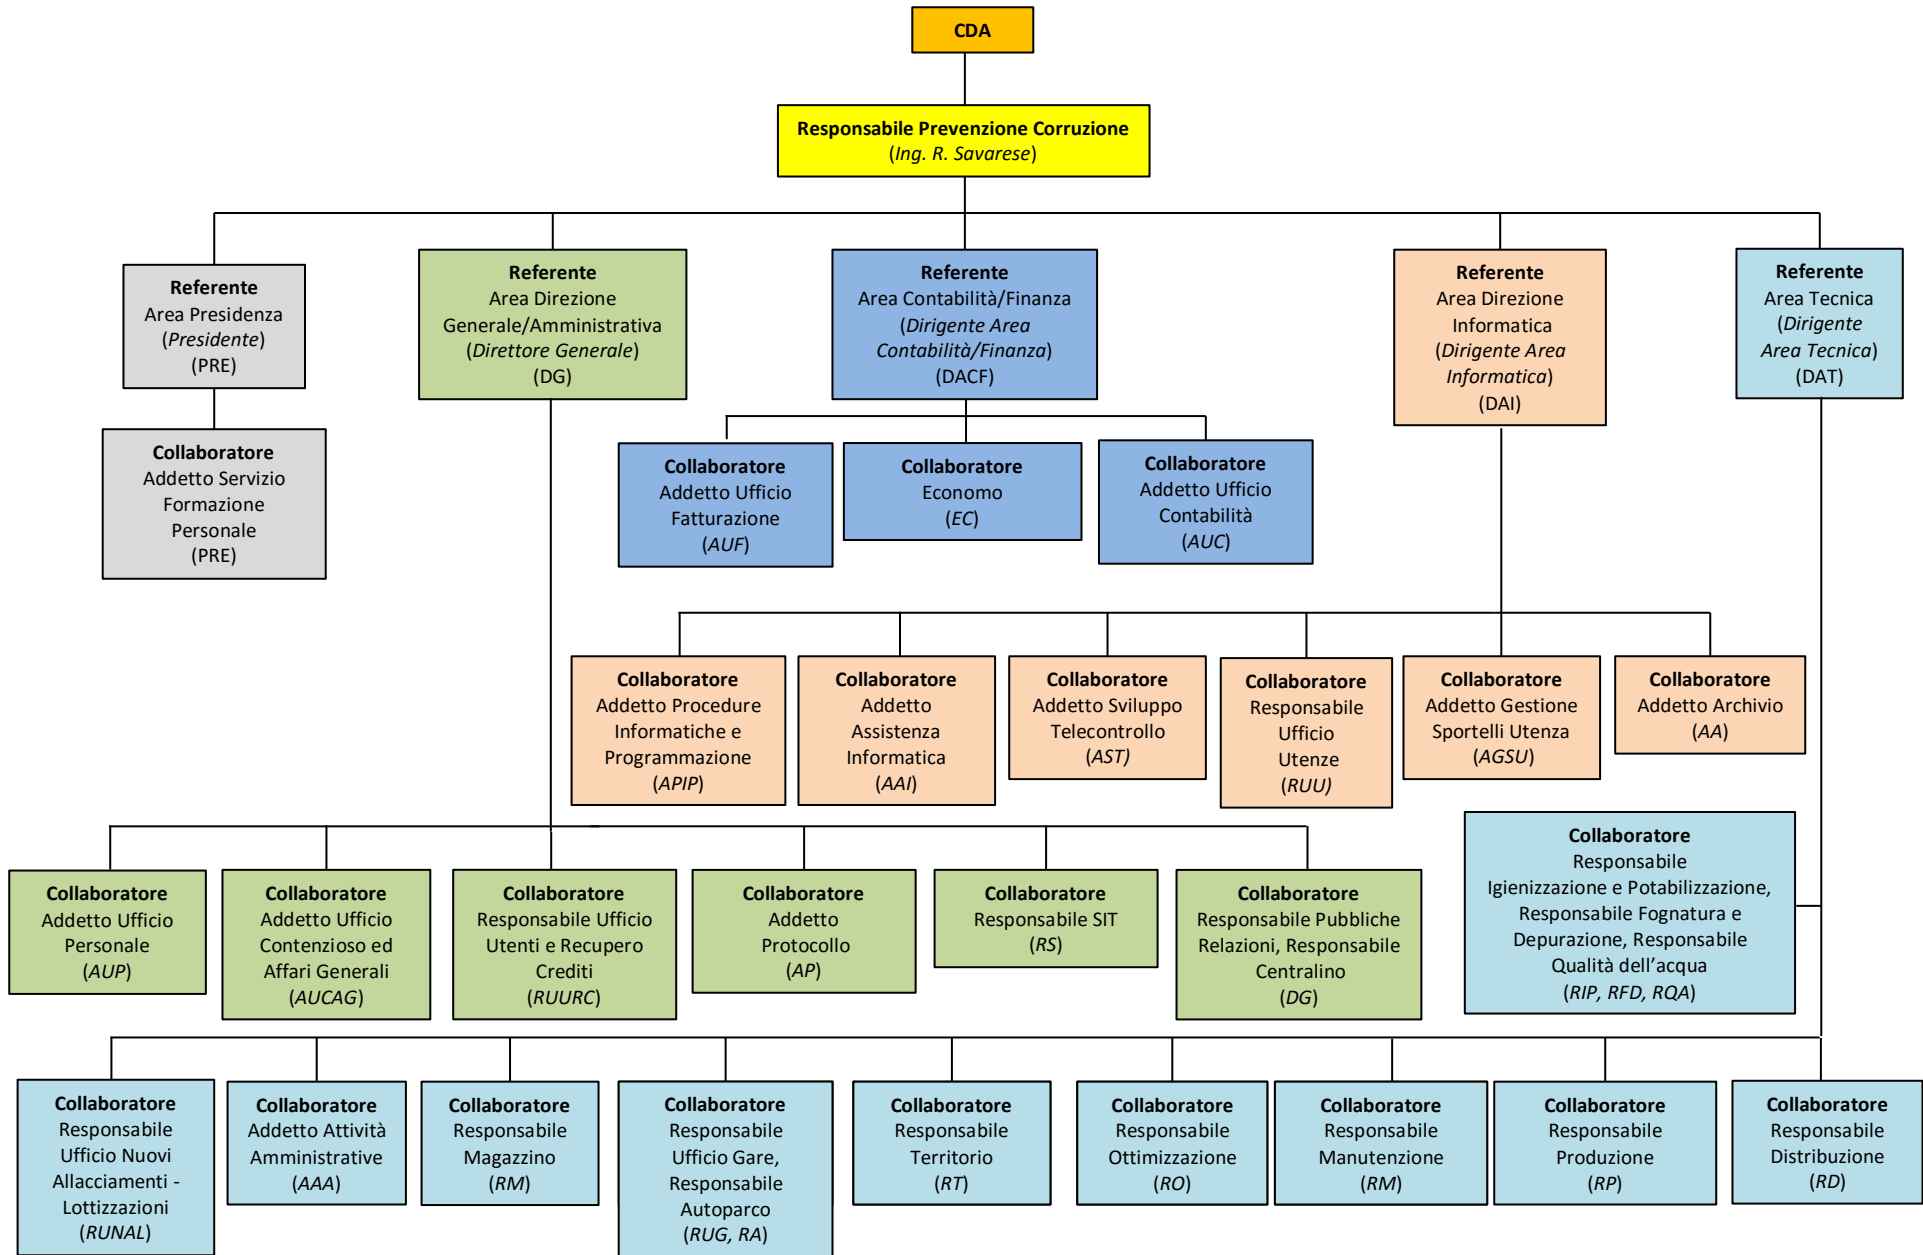 CDA
Responsabile Prevenzione Corruzione
(Ing. R. Savarese)
Referente
Area Presidenza
(Presidente)
(PRE)
Referente
Area Direzione
Generale/Amministrativa
(Direttore Generale)
(DG)
Referente
Area Contabilità/Finanza
(Dirigente Area
Contabilità/Finanza)
(DACF)
Referente
Area Direzione
Informatica
(Dirigente Area
Informatica)
(DAI)
Referente
Area Tecnica
(Dirigente
Area Tecnica)
(DAT)
Collaboratore
Addetto Servizio
Formazione
Personale
(PRE)
Collaboratore
Addetto Ufficio
Fatturazione
(AUF)
Collaboratore
Economo
(EC)
Collaboratore
Addetto Ufficio
Contabilità
(AUC)
Collaboratore
Addetto Procedure
Informatiche e
Programmazione
(APIP)
Collaboratore
Addetto
Assistenza
Informatica
(AAI)
Collaboratore
Addetto Sviluppo
Telecontrollo
(AST)
Collaboratore
Responsabile
Ufficio
Utenze
(RUU)
Collaboratore
Addetto Gestione
Sportelli Utenza
(AGSU)
Collaboratore
Addetto Archivio
(AA)
Collaboratore
Addetto Ufficio
Personale
(AUP)
Collaboratore
Addetto Ufficio
Contenzioso ed
Affari Generali
(AUCAG)
Collaboratore
Responsabile Ufficio
Utenti e Recupero
Crediti
(RUURC)
Collaboratore
Addetto
Protocollo
(AP)
Collaboratore
Responsabile SIT
(RS)
Collaboratore
Responsabile Pubbliche
Relazioni, Responsabile
Centralino
(DG)
Collaboratore
Responsabile
Igienizzazione e Potabilizzazione,
Responsabile Fognatura e
Depurazione, Responsabile
Qualità dell’acqua
(RIP, RFD, RQA)
Collaboratore
Responsabile
Ufficio Nuovi
Allacciamenti -
Lottizzazioni
(RUNAL)
Collaboratore
Addetto Attività
Amministrative
(AAA)
Collaboratore
Responsabile
Magazzino
(RM)
Collaboratore
Responsabile
Ufficio Gare,
Responsabile
Autoparco
(RUG, RA)
Collaboratore
Responsabile
Territorio
(RT)
Collaboratore
Responsabile
Ottimizzazione
(RO)
Collaboratore
Responsabile
Manutenzione
(RM)
Collaboratore
Responsabile
Produzione
(RP)
Collaboratore
Responsabile
Distribuzione
(RD)